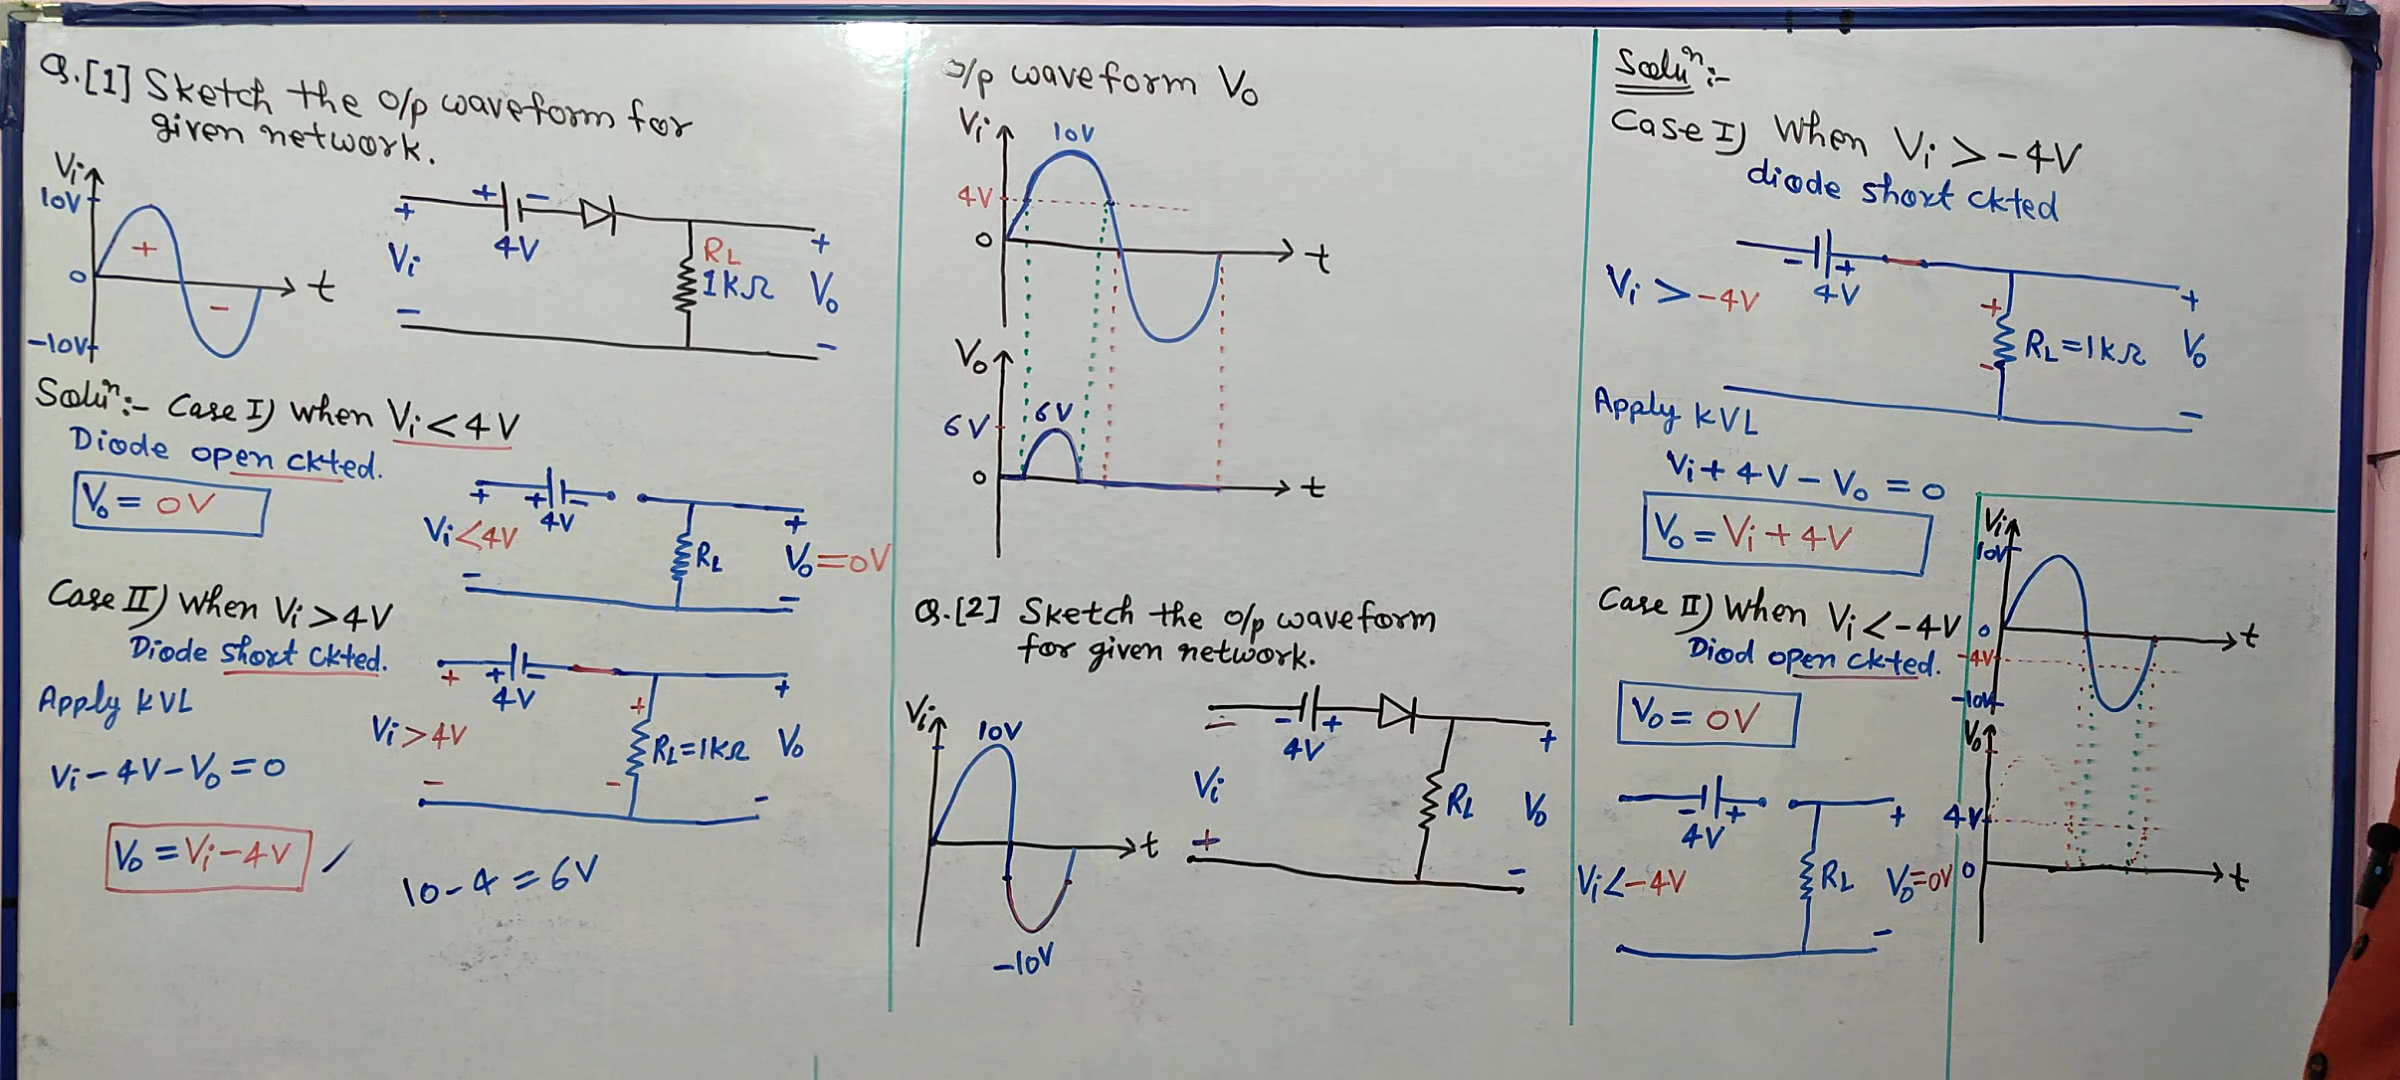 Q.[1] Sketch the o/p waveform for
given network.
Vi
10V
+
0
-
-10V
t
+ -
4V
+
Vi
-
RL
1kΩ
+
Vo
-
Soluⁿ:- Case I) When Vi < 4V
Diode open ckted.
Vo = 0V
+ + -
4V
Vi<4V
-
RL
+
Vo=0V
-
Case II) When Vi > 4V
Diode short ckted.
Apply KVL
Vi - 4V - Vo = 0
Vo = Vi - 4V
+ + -
4V
Vi > 4V
-
+
RL=1kΩ
-
+
Vo
-
10 - 4 = 6V
o/p waveform Vo
Vi
10V
4V
0
t
Vo
6V
6V
0
t
Q.[2] Sketch the o/p waveform
for given network.
Vi
10V
t
-10V
-
- +
4V
Vi
+
RL
+
Vo
-
Soluⁿ:-
Case I) When Vi > -4V
diode short ckted
- +
4V
Vi > -4V
+
RL = 1kΩ
-
+
Vo
-
Apply KVL
Vi + 4V - Vo = 0
Vo = Vi + 4V
Case II) When Vi < -4V
Diod open ckted.
Vo = 0V
- +
4V
Vi < -4V
RL
+
Vo=0V
-
Vi
10V
0
-4V
-10V
t
Vo
4V
0
t